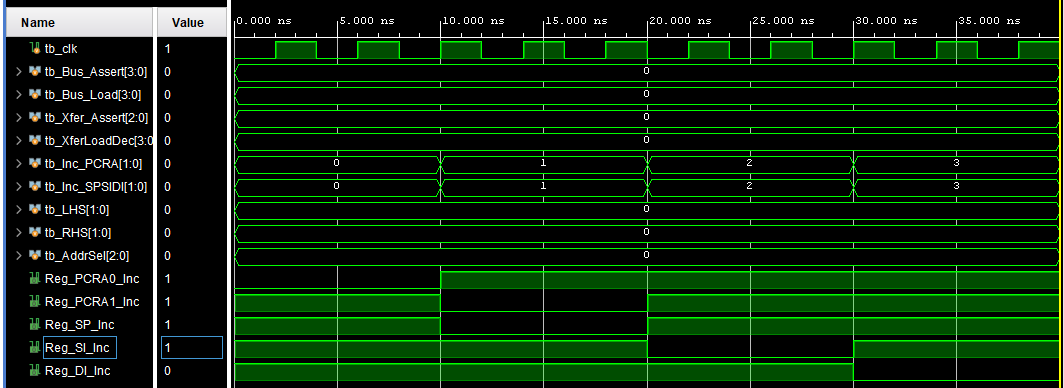 Name Value 0.000 ns 5.000 ns 10.000 ns 15.000 ns 20.000 ns 25.000 ns 30.000 ns 35.000 ns
tb_clk 1
tb_Bus_Assert[3:0] 0 0
tb_Bus_Load[3:0] 0 0
tb_Xfer_Assert[2:0] 0 0
tb_XferLoadDec[3:0 0 0
tb_Inc_PCRA[1:0] 0 0 1 2 3
tb_Inc_SPSIDI[1:0] 0 0 1 2 3
tb_LHS[1:0] 0 0
tb_RHS[1:0] 0 0
tb_AddrSel[2:0] 0 0
Reg_PCRA0_Inc 1
Reg_PCRA1_Inc 1
Reg_SP_Inc 1
Reg_SI_Inc 1
Reg_DI_Inc 0